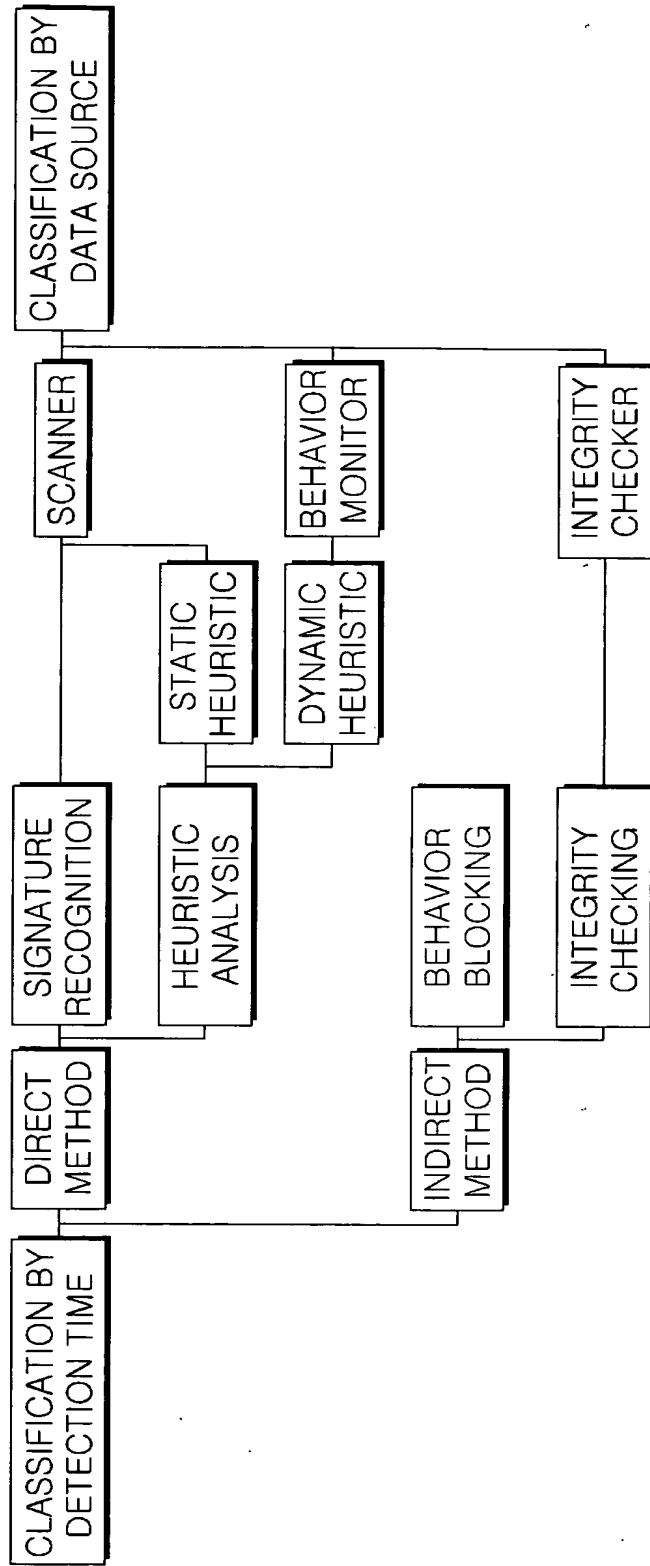 CLASSIFICATION BY
DETECTION TIME
DIRECT
METHOD
SIGNATURE
RECOGNITION
SCANNER
CLASSIFICATION BY
DATA SOURCE
HEURISTIC
ANALYSIS
STATIC
HEURISTIC
DYNAMIC
HEURISTIC
BEHAVIOR
MONITOR
INDIRECT
METHOD
BEHAVIOR
BLOCKING
INTEGRITY
CHECKING
INTEGRITY
CHECKER